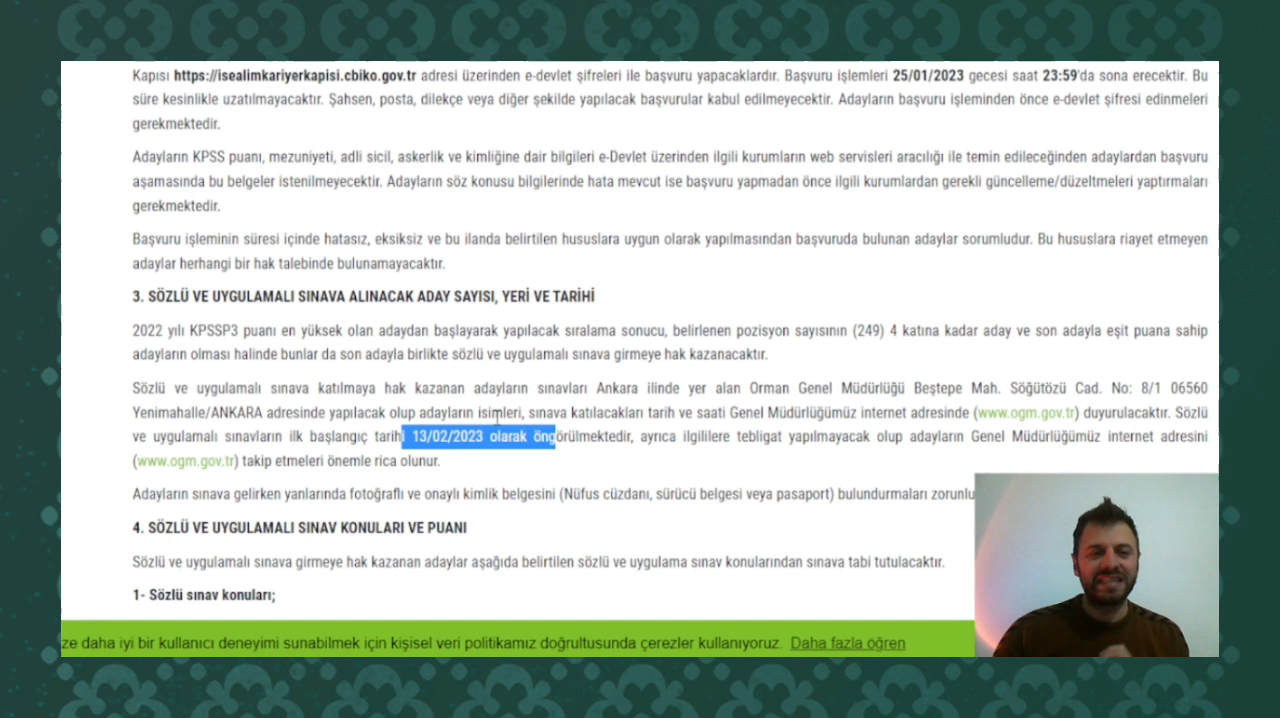 Kapısı https://isealimkariyerkapisi.cbiko.gov.tr adresi üzerinden e-devlet şifreleri ile başvuru yapacaklardır. Başvuru işlemleri 25/01/2023 gecesi saat 23:59'da sona erecektir. Bu
süre kesinlikle uzatılmayacaktır. Şahsen, posta, dilekçe veya diğer şekilde yapılacak başvurular kabul edilmeyecektir. Adayların başvuru işleminden önce e-devlet şifresi edinmeleri
gerekmektedir.
Adayların KPSS puanı, mezuniyeti, adli sicil, askerlik ve kimliğine dair bilgileri e-Devlet üzerinden ilgili kurumların web servisleri aracılığı ile temin edileceğinden adaylardan başvuru
aşamasında bu belgeler istenilmeyecektir. Adayların söz konusu bilgilerinde hata mevcut ise başvuru yapmadan önce ilgili kurumlardan gerekli güncelleme/düzeltmeleri yaptırmaları
gerekmektedir.
Başvuru işleminin süresi içinde hatasız, eksiksiz ve bu ilanda belirtilen hususlara uygun olarak yapılmasından başvuruda bulunan adaylar sorumludur. Bu hususlara riayet etmeyen
adaylar herhangi bir hak talebinde bulunamayacaktır.
3. SÖZLÜ VE UYGULAMALI SINAVA ALINACAK ADAY SAYISI, YERİ VE TARİHİ
2022 yılı KPSSP3 puanı en yüksek olan adaydan başlayarak yapılacak sıralama sonucu, belirlenen pozisyon sayısının (249) 4 katına kadar aday ve son adayla eşit puana sahip
adayların olması halinde bunlar da son adayla birlikte sözlü ve uygulamalı sınava girmeye hak kazanacaktır.
Sözlü ve uygulamalı sınava katılmaya hak kazanan adayların sınavları Ankara ilinde yer alan Orman Genel Müdürlüğü Beştepe Mah. Söğütözü Cad. No: 8/1 06560
Yenimahalle/ANKARA adresinde yapılacak olup adayların isimleri, sınava katılacakları tarih ve saati Genel Müdürlüğümüz internet adresinde (www.ogm.gov.tr) duyurulacaktır. Sözlü
ve uygulamalı sınavların ilk başlangıç tarihi 13/02/2023 olarak öngörülmektedir, ayrıca ilgililere tebligat yapılmayacak olup adayların Genel Müdürlüğümüz internet adresini
(www.ogm.gov.tr) takip etmeleri önemle rica olunur.
Adayların sınava gelirken yanlarında fotoğraflı ve onaylı kimlik belgesini (Nüfus cüzdanı, sürücü belgesi veya pasaport) bulundurmaları zorunlu
4. SÖZLÜ VE UYGULAMALI SINAV KONULARI VE PUANI
Sözlü ve uygulamalı sınava girmeye hak kazanan adaylar aşağıda belirtilen sözlü ve uygulama sınav konularından sınava tabi tutulacaktır.
1- Sözlü sınav konuları;
ze daha iyi bir kullanıcı deneyimi sunabilmek için kişisel veri politikamız doğrultusunda çerezler kullanıyoruz. Daha fazla öğren